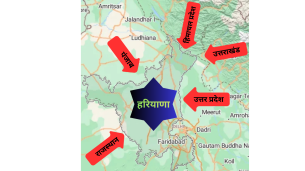 Amritsar
हिमाचल प्रदेश
Jalandhar
Ludhiana
उत्तराखंड
पंजाब
हरियाणा
उत्तर प्रदेश
Meerut
Dadri
राजस्थान
Faridabad
Gautam Buddha Na
Koil